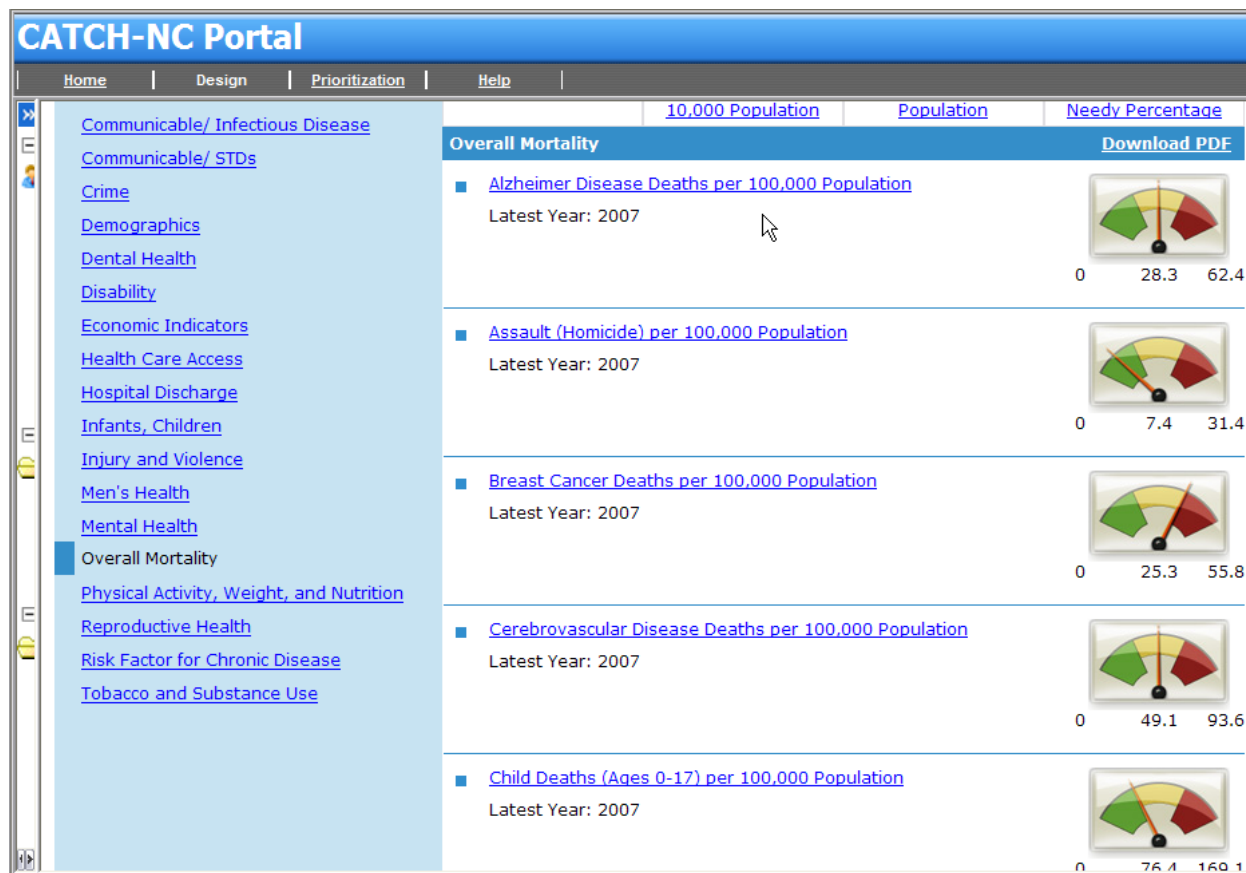 CATCH-NC Portal
Home Design Prioritization Help
Communicable/ Infectious Disease
Communicable/ STDs
Crime
Demographics
Dental Health
Disability
Economic Indicators
Health Care Access
Hospital Discharge
Infants, Children
Injury and Violence
Men's Health
Mental Health
Overall Mortality
Physical Activity, Weight, and Nutrition
Reproductive Health
Risk Factor for Chronic Disease
Tobacco and Substance Use
10,000 Population Population Needy Percentage
Overall Mortality Download PDF
Alzheimer Disease Deaths per 100,000 Population
Latest Year: 2007
0 28.3 62.4
Assault (Homicide) per 100,000 Population
Latest Year: 2007
0 7.4 31.4
Breast Cancer Deaths per 100,000 Population
Latest Year: 2007
0 25.3 55.8
Cerebrovascular Disease Deaths per 100,000 Population
Latest Year: 2007
0 49.1 93.6
Child Deaths (Ages 0-17) per 100,000 Population
Latest Year: 2007
0 76.4 169.1